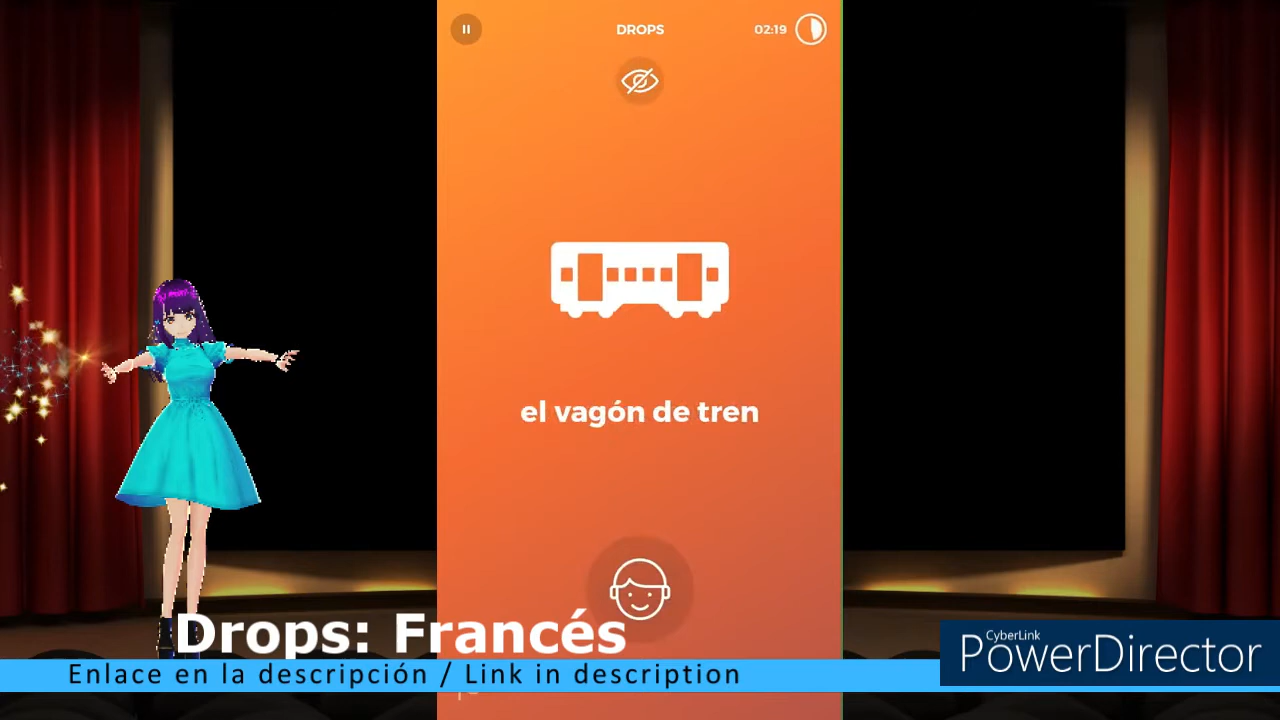 DROPS
02:19
el vagón de tren
Drops: Francés
Enlace en la descripción / Link in description
CyberLink
PowerDirector